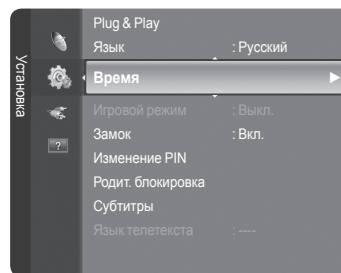 Установка
Plug & Play
Язык : Русский
Время
Игровой режим : Выкл.
Замок : Вкл.
Изменение PIN
Родит. блокировка
Субтитры
Язык телетекста : ----
?